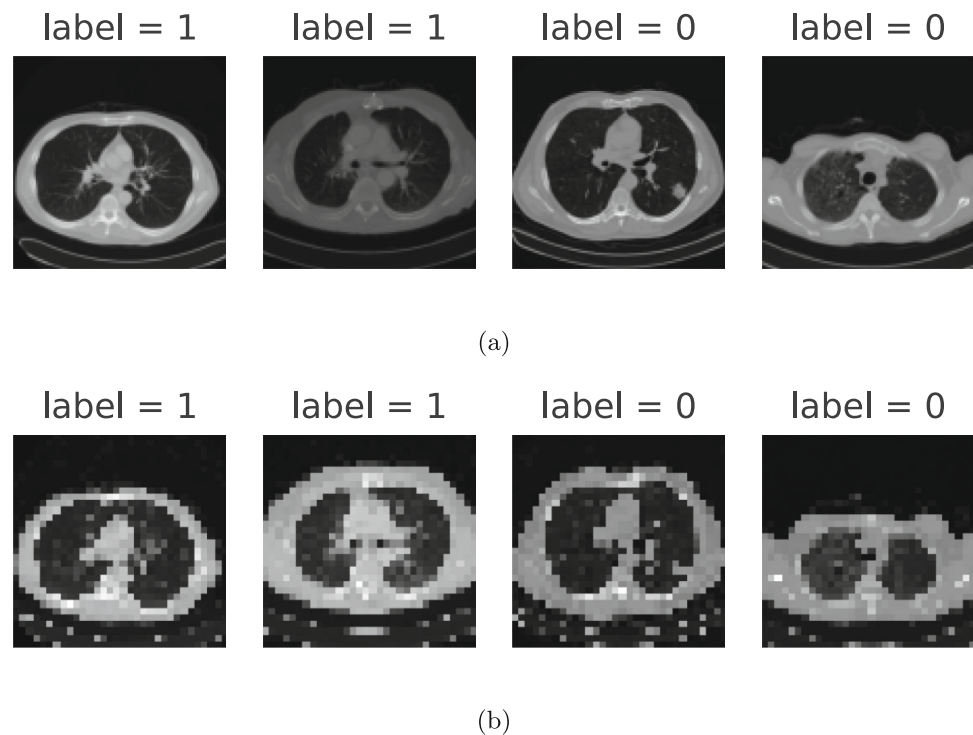 label = 1 label = 1 label = 0 label = 0
(a)
label = 1 label = 1 label = 0 label = 0
(b)